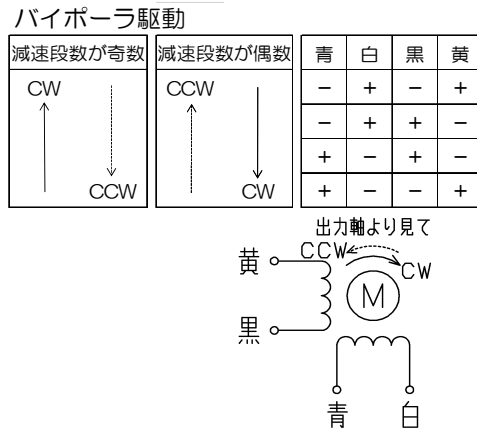 バイポーラ駆動
減速段数が奇数 減速段数が偶数 青 白 黒 黄
CW CCW − + − +
− + + −
+ − + −
CCW CW + − − +
出力軸より見て
黄 CCW CW
M
黒
青 白